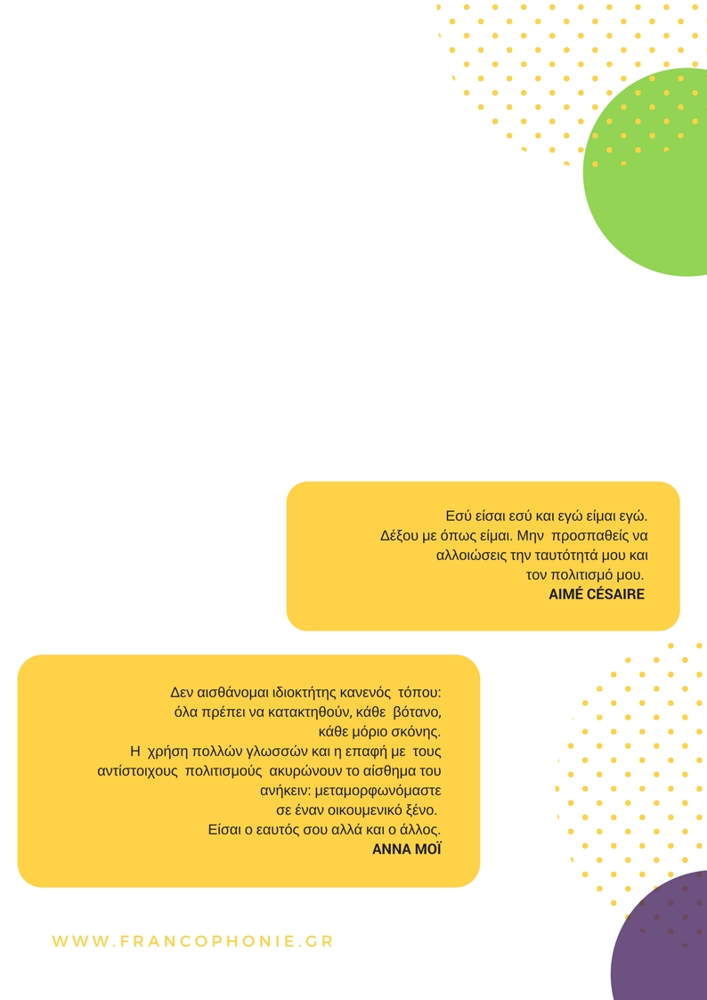 Εσύ είσαι εσύ και εγώ είμαι εγώ.
Δέξου με όπως είμαι. Μην προσπαθείς να
αλλοιώσεις την ταυτότητά μου και
τον πολιτισμό μου.
AIMÉ CÉSAIRE
Δεν αισθάνομαι ιδιοκτήτης κανενός τόπου:
όλα πρέπει να κατακτηθούν, κάθε βότανο,
κάθε μόριο σκόνης.
Η χρήση πολλών γλωσσών και η επαφή με τους
αντίστοιχους πολιτισμούς ακυρώνουν το αίσθημα του
ανήκειν: μεταμορφωνόμαστε
σε έναν οικουμενικό ξένο.
Είσαι ο εαυτός σου αλλά και ο άλλος.
ANNA MOÏ
WWW.FRANCOPHONIE.GR